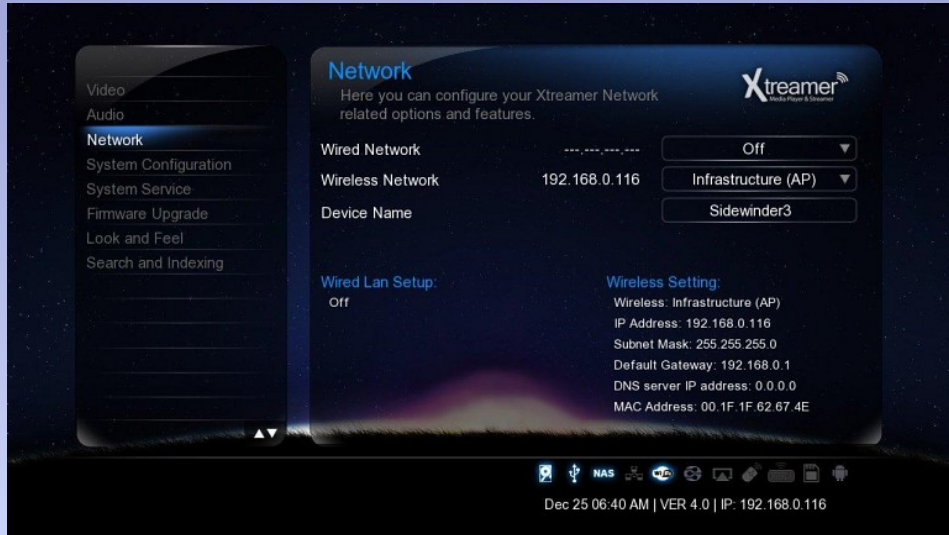 Video
Audio
Network
System Configuration
System Service
Firmware Upgrade
Look and Feel
Search and Indexing
Network
Here you can configure your Xtreamer Network
related options and features.
Xtreamer
Media Player & Streamer
Wired Network ---.---.---.--- Off
Wireless Network 192.168.0.116 Infrastructure (AP)
Device Name Sidewinder3
Wired Lan Setup:
Off
Wireless Setting:
Wireless: Infrastructure (AP)
IP Address: 192.168.0.116
Subnet Mask: 255.255.255.0
Default Gateway: 192.168.0.1
DNS server IP address: 0.0.0.0
MAC Address: 00.1F.1F.62.67.4E
NAS WiFi
Dec 25 06:40 AM | VER 4.0 | IP: 192.168.0.116